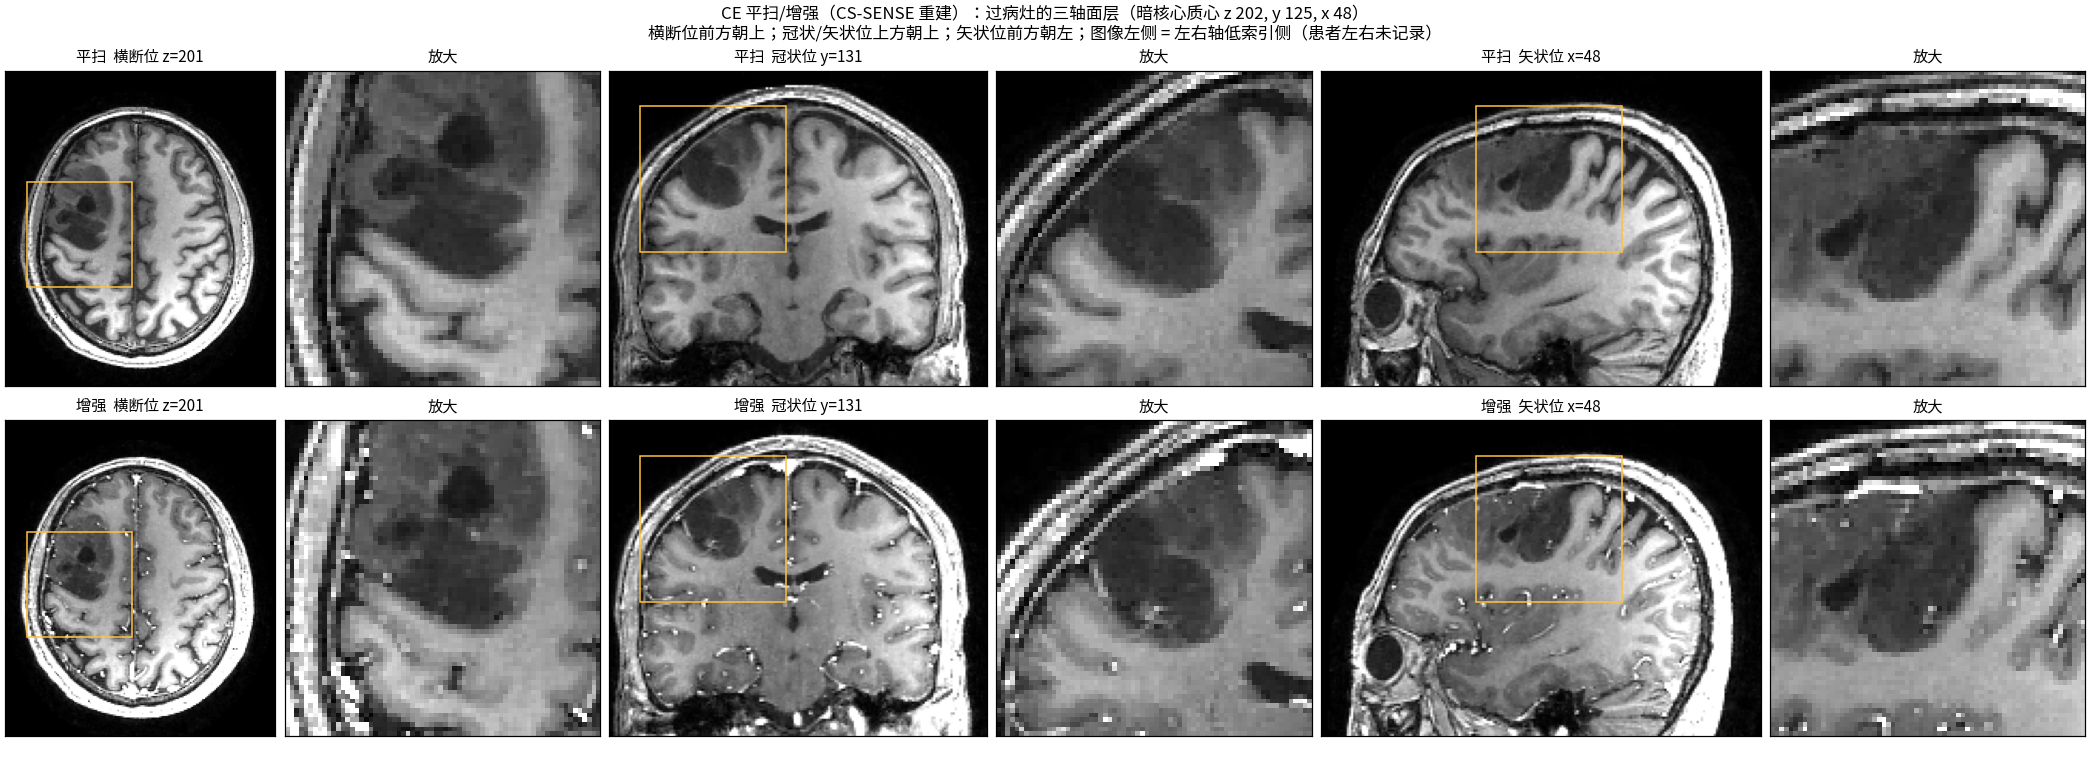 CE 平扫/增强（CS-SENSE 重建）：过病灶的三轴面层（暗核心质心 z 202, y 125, x 48）
横断位前方朝上；冠状/矢状位上方朝上；矢状位前方朝左；图像左侧 = 左右轴低索引侧（患者左右未记录）
平扫 横断位 z=201
放大
平扫 冠状位 y=131
放大
平扫 矢状位 x=48
放大
增强 横断位 z=201
放大
增强 冠状位 y=131
放大
增强 矢状位 x=48
放大